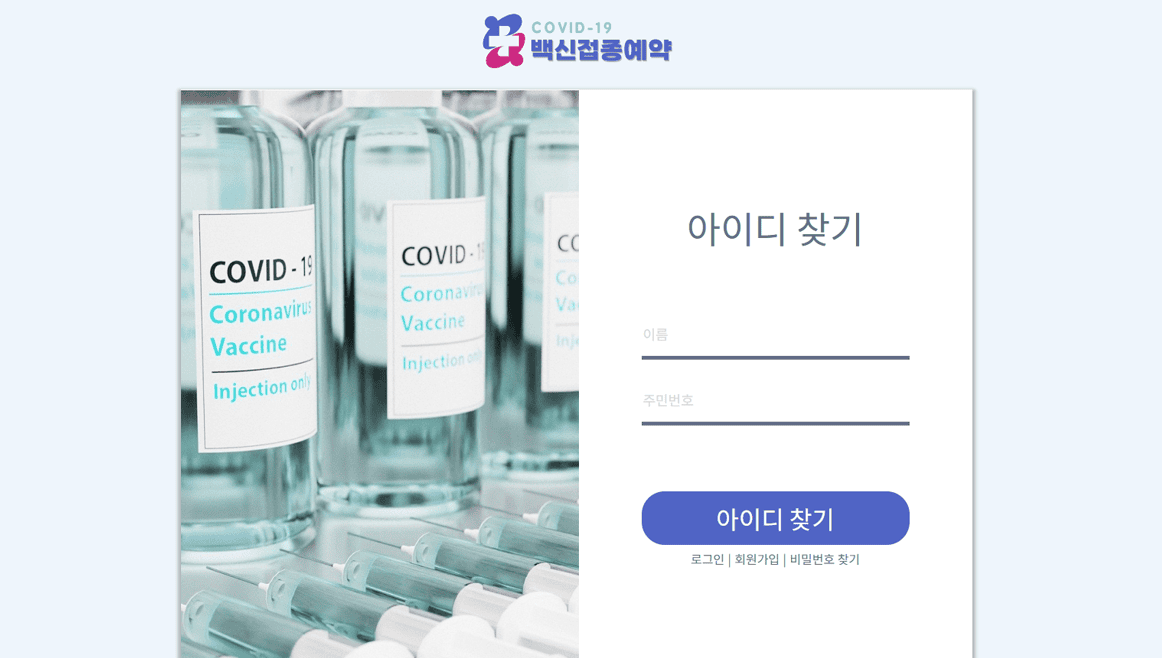 COVID-19
백신접종예약
COVID - 19
Coronavirus
Vaccine
Injection only
COVID - 19
Coronavirus
Vaccine
Injection only
아이디 찾기
이름
주민번호
아이디 찾기
로그인 | 회원가입 | 비밀번호 찾기